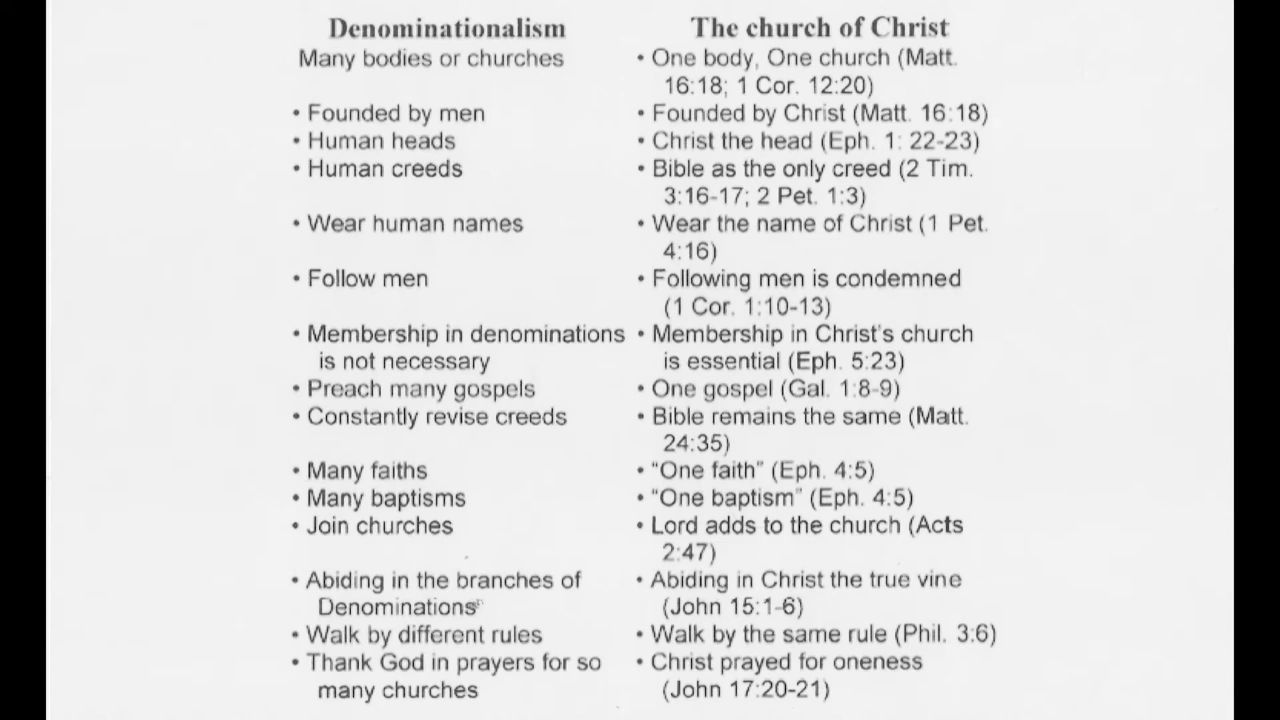 Denominationalism
Many bodies or churches
• Founded by men
• Human heads
• Human creeds
• Wear human names
• Follow men
• Membership in denominations
is not necessary
• Preach many gospels
• Constantly revise creeds
• Many faiths
• Many baptisms
• Join churches
• Abiding in the branches of
Denominations
• Walk by different rules
• Thank God in prayers for so
many churches
The church of Christ
• One body, One church (Matt.
16:18; 1 Cor. 12:20)
• Founded by Christ (Matt. 16:18)
• Christ the head (Eph. 1: 22-23)
• Bible as the only creed (2 Tim.
3:16-17; 2 Pet. 1:3)
• Wear the name of Christ (1 Pet.
4:16)
• Following men is condemned
(1 Cor. 1:10-13)
• Membership in Christ's church
is essential (Eph. 5:23)
• One gospel (Gal. 1:8-9)
• Bible remains the same (Matt.
24:35)
• "One faith" (Eph. 4:5)
• "One baptism" (Eph. 4:5)
• Lord adds to the church (Acts
2:47)
• Abiding in Christ the true vine
(John 15:1-6)
• Walk by the same rule (Phil. 3:6)
• Christ prayed for oneness
(John 17:20-21)